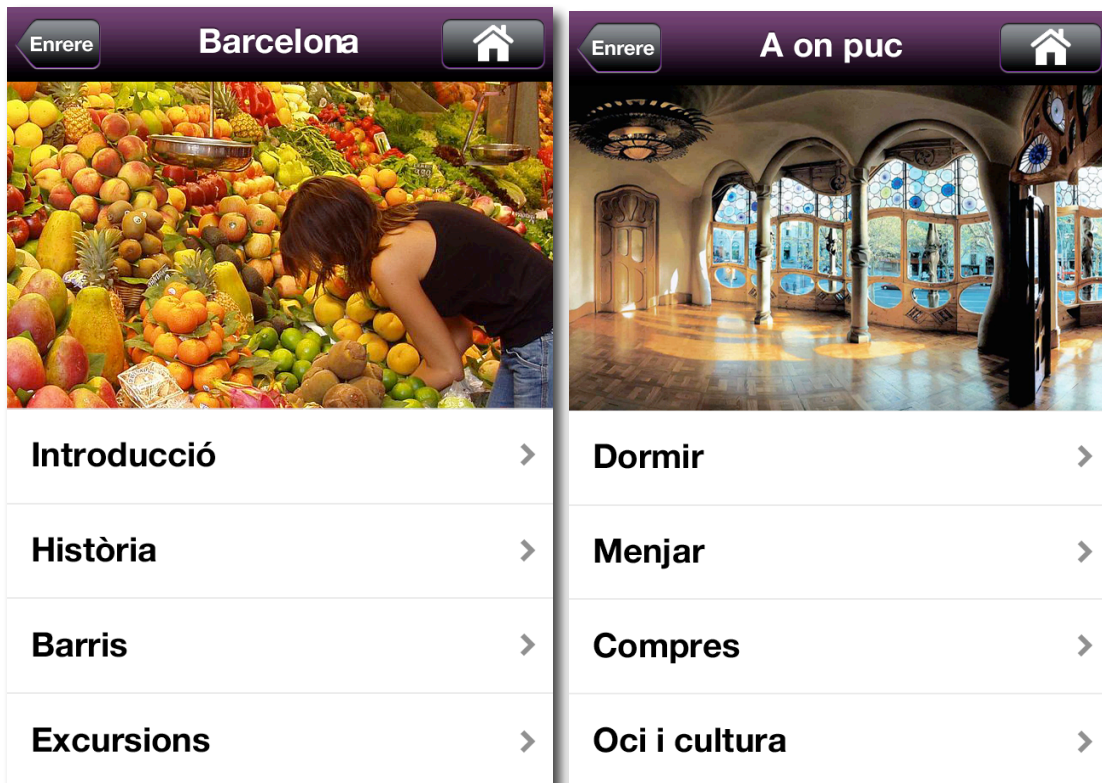 Enrere
Barcelona
Introducció
Història
Barris
Excursions
Enrere
A on puc
Dormir
Menjar
Compres
Oci i cultura